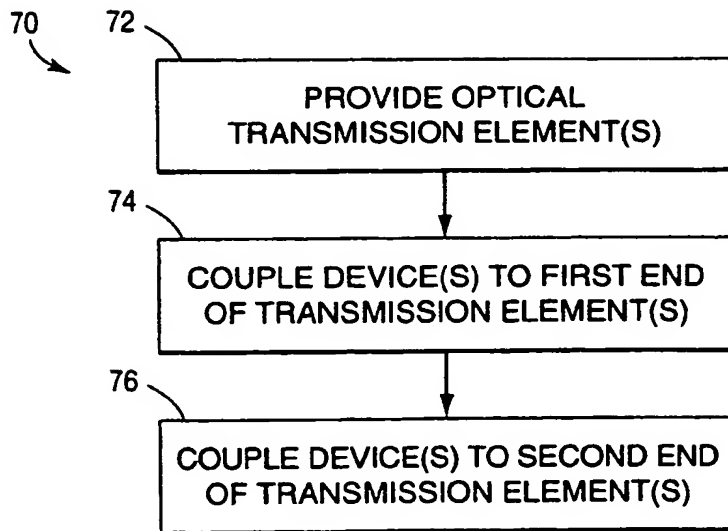 70
72
PROVIDE OPTICAL
TRANSMISSION ELEMENT(S)
74
COUPLE DEVICE(S) TO FIRST END
OF TRANSMISSION ELEMENT(S)
76
COUPLE DEVICE(S) TO SECOND END
OF TRANSMISSION ELEMENT(S)